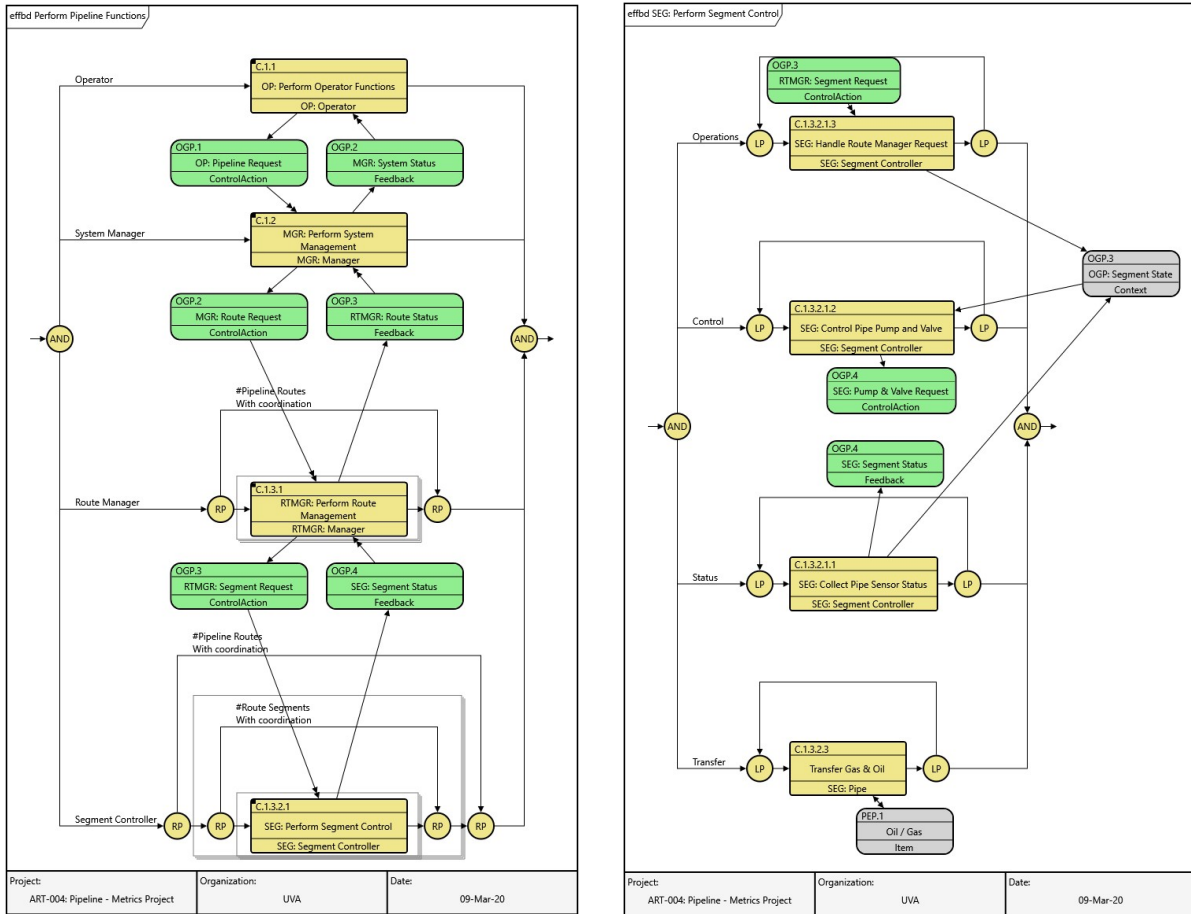 effbd Perform Pipeline Functions
Operator
C.1.1
OP: Perform Operator Functions
OP: Operator
OGP.1
OP: Pipeline Request
ControlAction
OGP.2
MGR: System Status
Feedback
System Manager
C.1.2
MGR: Perform System
Management
MGR: Manager
OGP.2
MGR: Route Request
ControlAction
OGP.3
RTMGR: Route Status
Feedback
AND
AND
#Pipeline Routes
With coordination
Route Manager
RP
C.1.3.1
RTMGR: Perform Route
Management
RTMGR: Manager
RP
OGP.3
RTMGR: Segment Request
ControlAction
OGP.4
SEG: Segment Status
Feedback
#Pipeline Routes
With coordination
#Route Segments
With coordination
Segment Controller
RP
RP
C.1.3.2.1
SEG: Perform Segment Control
SEG: Segment Controller
RP
RP
Project:
ART-004: Pipeline - Metrics Project
Organization:
UVA
Date:
09-Mar-20
effbd SEG: Perform Segment Control
OGP.3
RTMGR: Segment Request
ControlAction
Operations
LP
C.1.3.2.1.3
SEG: Handle Route Manager Request
SEG: Segment Controller
LP
OGP.3
OGP: Segment State
Context
Control
LP
C.1.3.2.1.2
SEG: Control Pipe Pump and Valve
SEG: Segment Controller
LP
OGP.4
SEG: Pump & Valve Request
ControlAction
AND
AND
OGP.4
SEG: Segment Status
Feedback
Status
LP
C.1.3.2.1.1
SEG: Collect Pipe Sensor Status
SEG: Segment Controller
LP
Transfer
LP
C.1.3.2.3
Transfer Gas & Oil
SEG: Pipe
LP
PEP.1
Oil / Gas
Item
Project:
ART-004: Pipeline - Metrics Project
Organization:
UVA
Date:
09-Mar-20